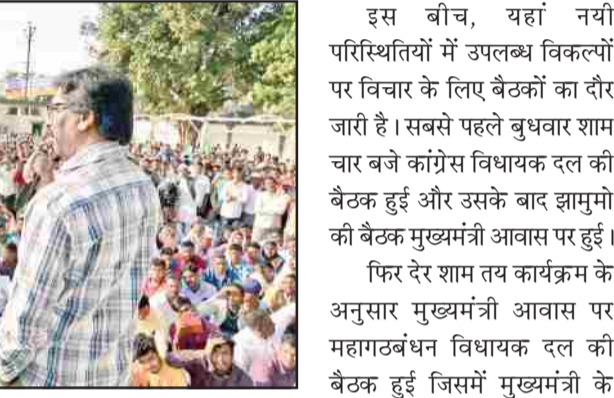 इस बीच, यहां नयी
परिस्थितियों में उपलब्ध विकल्पों
पर विचार के लिए बैठकों का दौर
जारी है। सबसे पहले बुधवार शाम
चार बजे कांग्रेस विधायक दल की
बैठक हुई और उसके बाद झामुमो
की बैठक मुख्यमंत्री आवास पर हुई।
फिर देर शाम तय कार्यक्रम के
अनुसार मुख्यमंत्री आवास पर
महागठबंधन विधायक दल की
बैठक हुई जिसमें मुख्यमंत्री के